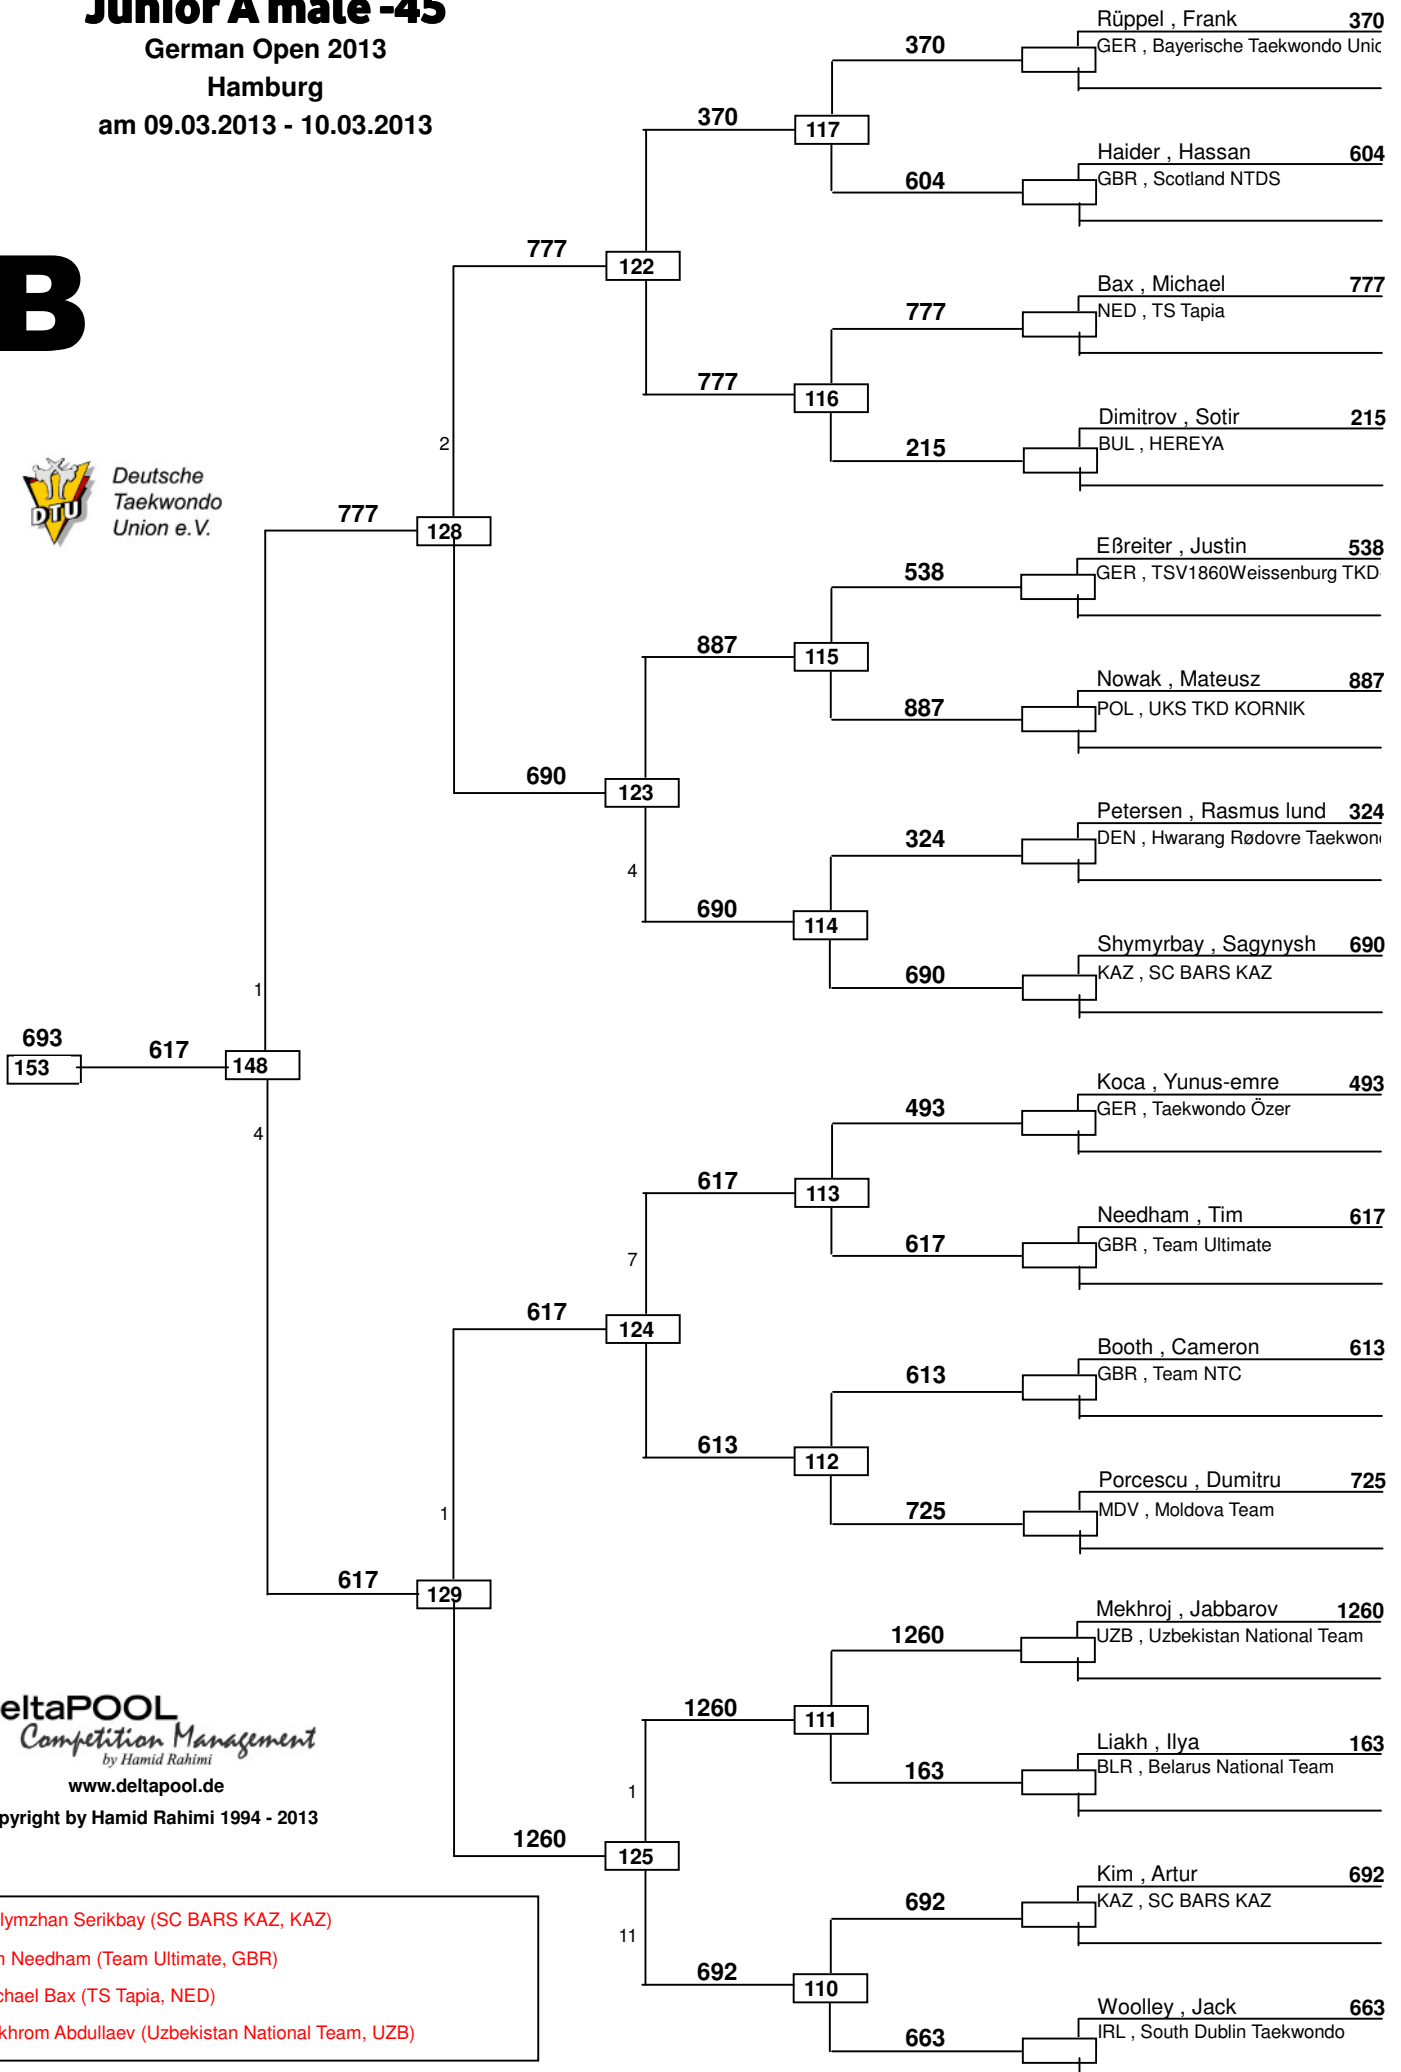 Junior A male -45
German Open 2013
Hamburg
am 09.03.2013 - 10.03.2013
B
DTU
Deutsche
Taekwondo
Union e.V.
Rüppel , Frank 370
GER , Bayerische Taekwondo Unio
370
370
117
Haider , Hassan 604
GBR , Scotland NTDS
604
777
122
Bax , Michael 777
NED , TS Tapia
777
777
116
Dimitrov , Sotir 215
BUL , HEREYA
215
2
777
128
Eßreiter , Justin 538
GER , TSV1860Weissenburg TKD
538
887
115
Nowak , Mateusz 887
POL , UKS TKD KORNIK
887
690
123
Petersen , Rasmus lund 324
DEN , Hwarang Rødovre Taekwon
324
4
690
114
Shymyrbay , Sagynysh 690
KAZ , SC BARS KAZ
690
1
693
153
617
148
4
Koca , Yunus-emre 493
GER , Taekwondo Özer
493
617
113
Needham , Tim 617
GBR , Team Ultimate
617
7
617
124
Booth , Cameron 613
GBR , Team NTC
613
613
112
Porcescu , Dumitru 725
MDV , Moldova Team
725
1
617
129
Mekhroj , Jabbarov 1260
UZB , Uzbekistan National Team
1260
1260
111
Liakh , Ilya 163
BLR , Belarus National Team
163
1
1260
125
11
Kim , Artur 692
KAZ , SC BARS KAZ
692
692
110
Woolley , Jack 663
IRL , South Dublin Taekwondo
663
eltaPOOL
Competition Management
by Hamid Rahimi
www.deltapool.de
pyright by Hamid Rahimi 1994 - 2013
lymzhan Serikbay (SC BARS KAZ, KAZ)
Needham (Team Ultimate, GBR)
chael Bax (TS Tapia, NED)
khrom Abdullaev (Uzbekistan National Team, UZB)